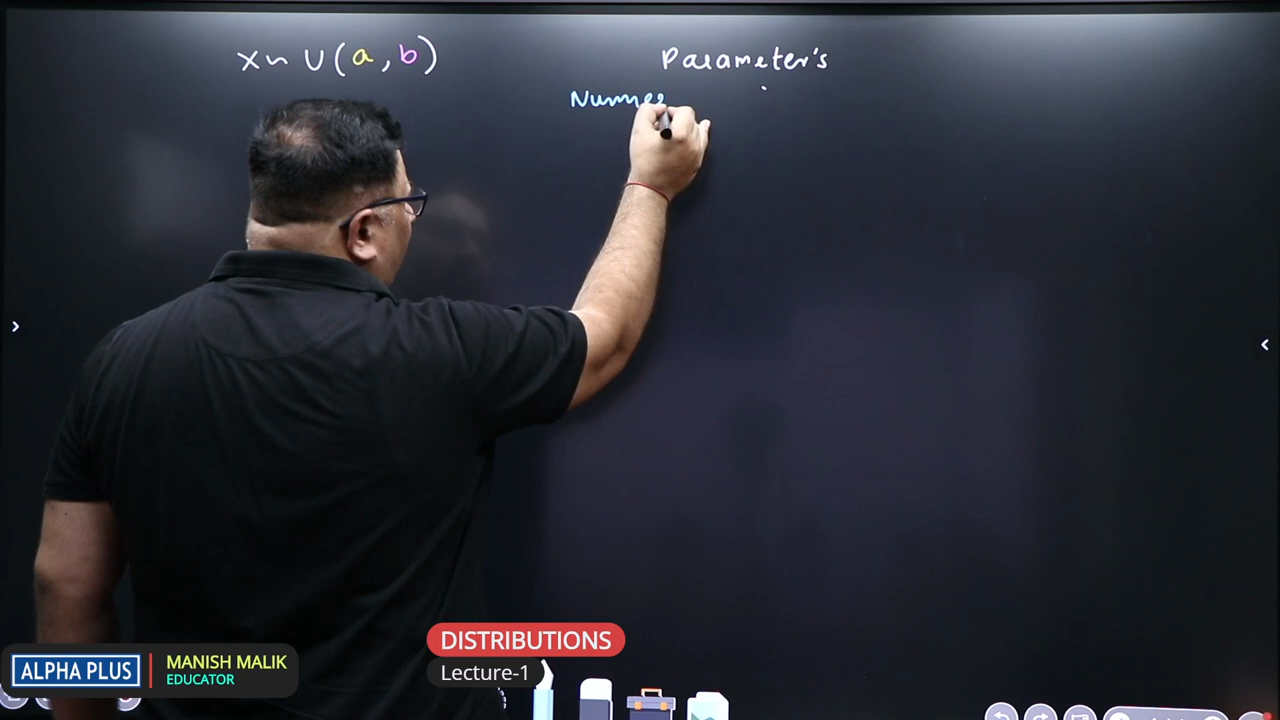 X ~ U(a, b)
Parameter's
Numer
DISTRIBUTIONS
Lecture-1
ALPHA PLUS
MANISH MALIK
EDUCATOR